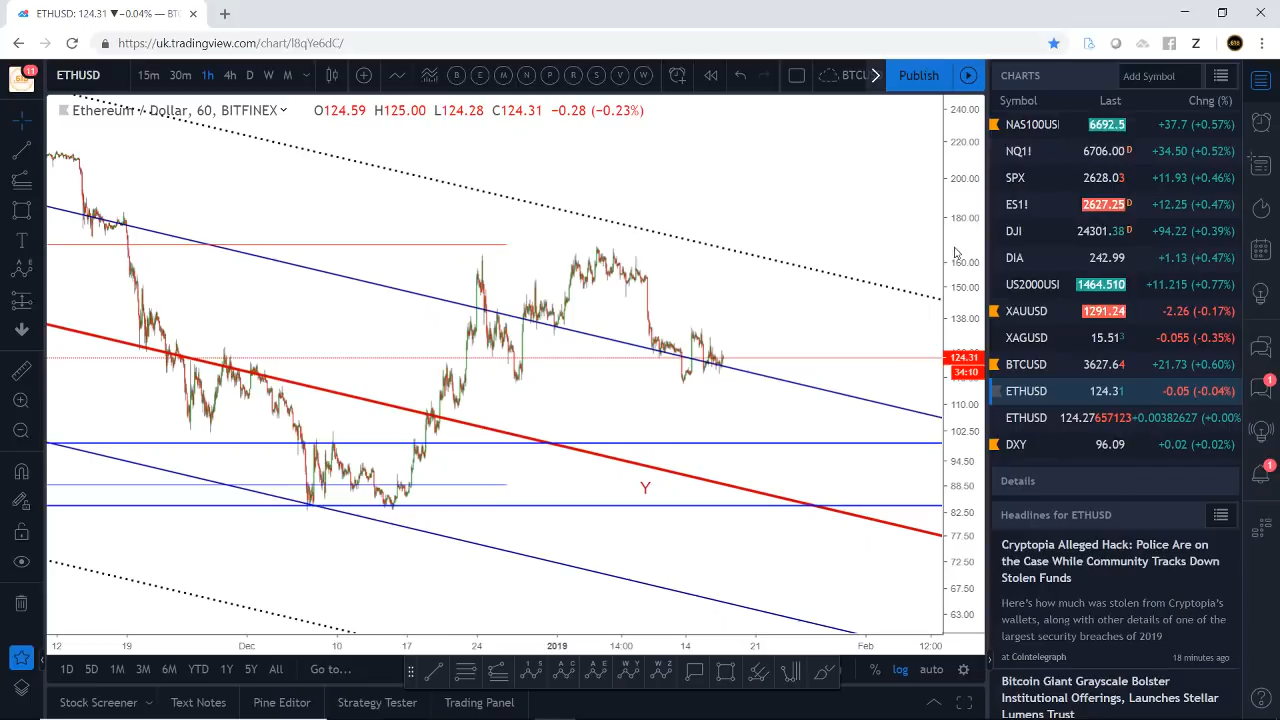 ETHUSD: 124.31 ▼−0.04% — BTC
https://uk.tradingview.com/chart/I8qYe6dC/
.618
11
ETHUSD 15m 30m 1h 4h D W M B E M N P R S V W BTCU Publish
Ethereum / Dollar, 60, BITFINEX O124.59 H125.00 L124.28 C124.31 −0.28 (−0.23%)
240.00
220.00
200.00
180.00
160.00
150.00
138.00
124.31
34:10
110.00
102.50
94.50
88.50
82.50
77.50
72.50
67.50
63.00
Y
12 19 Dec 10 17 24 2019 14:00 14 21 Feb 12:00
1D 5D 1M 3M 6M YTD 1Y 5Y All Go to... % log auto
Stock Screener Text Notes Pine Editor Strategy Tester Trading Panel
CHARTS Add Symbol
Symbol Last Chng (%)
NAS100USI 6692.5 +37.7 (+0.57%)
NQ1! 6706.00 D +34.50 (+0.52%)
SPX 2628.03 +11.93 (+0.46%)
ES1! 2627.25 D +12.25 (+0.47%)
DJI 24301.38 D +94.22 (+0.39%)
DIA 242.99 +1.13 (+0.47%)
US2000USI 1464.510 +11.215 (+0.77%)
XAUUSD 1291.24 -2.26 (-0.17%)
XAGUSD 15.513 -0.055 (-0.35%)
BTCUSD 3627.64 +21.73 (+0.60%)
ETHUSD 124.31 -0.05 (-0.04%)
ETHUSD 124.27657123 +0.00382627 (+0.00%
DXY 96.09 +0.02 (+0.02%)
Details
Headlines for ETHUSD
Cryptopia Alleged Hack: Police Are on
the Case While Community Tracks Down
Stolen Funds
Here's how much was stolen from Cryptopia's
wallets, along with other details of one of the
largest security breaches of 2019
at Cointelegraph 18 minutes ago
Bitcoin Giant Grayscale Bolster
Institutional Offerings, Launches Stellar
Lumens Trust
1
1